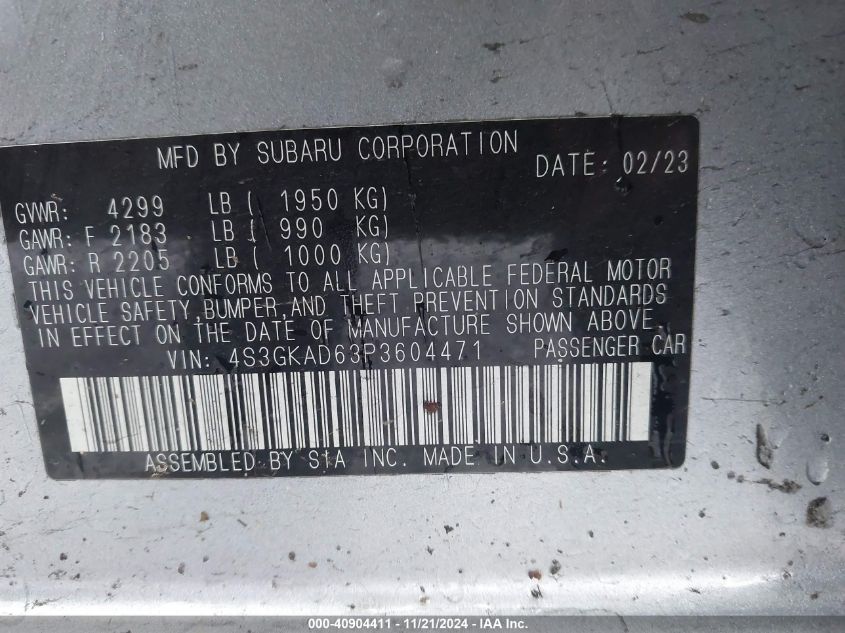 MFD BY SUBARU CORPORATION DATE: 02/23
GVWR: 4299 LB ( 1950 KG)
GAWR: F 2183 LB ( 990 KG)
GAWR: R 2205 LB ( 1000 KG)
THIS VEHICLE CONFORMS TO ALL APPLICABLE FEDERAL MOTOR
VEHICLE SAFETY, BUMPER, AND THEFT PREVENTION STANDARDS
IN EFFECT ON THE DATE OF MANUFACTURE SHOWN ABOVE.
VIN: 4S3GKAD63P3604471 PASSENGER CAR
ASSEMBLED BY SIA INC. MADE IN U.S.A.
000-40904411 - 11/21/2024 - IAA Inc.